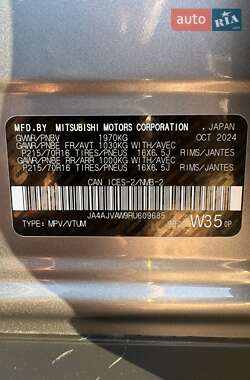 AUTO.RIA
MFD.BY MITSUBISHI MOTORS CORPORATION , JAPAN
GVWR/PNBV 1970KG OCT 2024
GAWR/PNBE FR/AVT 1030KG WITH/AVEC
P215/70R16 TIRES/PNEUS 16X6.5J RIMS/JANTES
GAWR/PNBE RR/ARR 1000KG WITH/AVEC
P215/70R16 TIRES/PNEUS 16X6.5J RIMS/JANTES
CAN ICES-2/NMB-2
JA4AJVAW9RU609685
TYPE: MPV/VTUM W35 0P